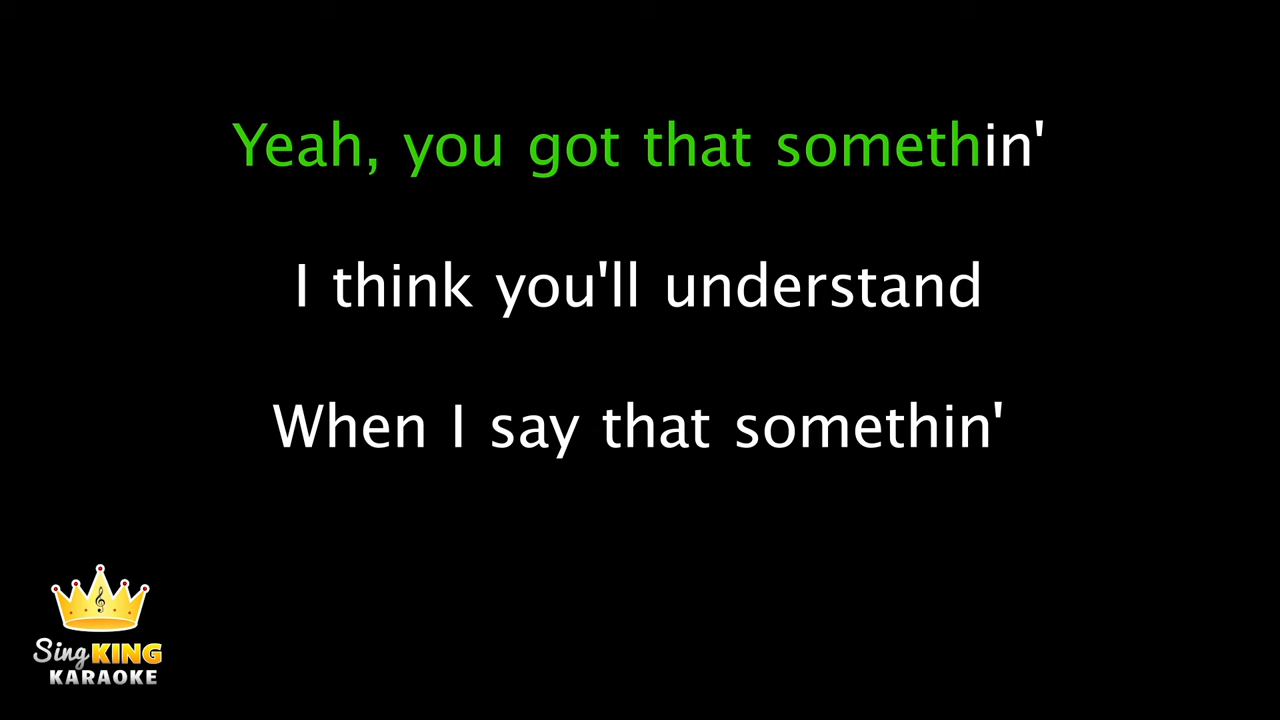 Yeah, you got that somethin'
I think you'll understand
When I say that somethin'
Sing KING
KARAOKE